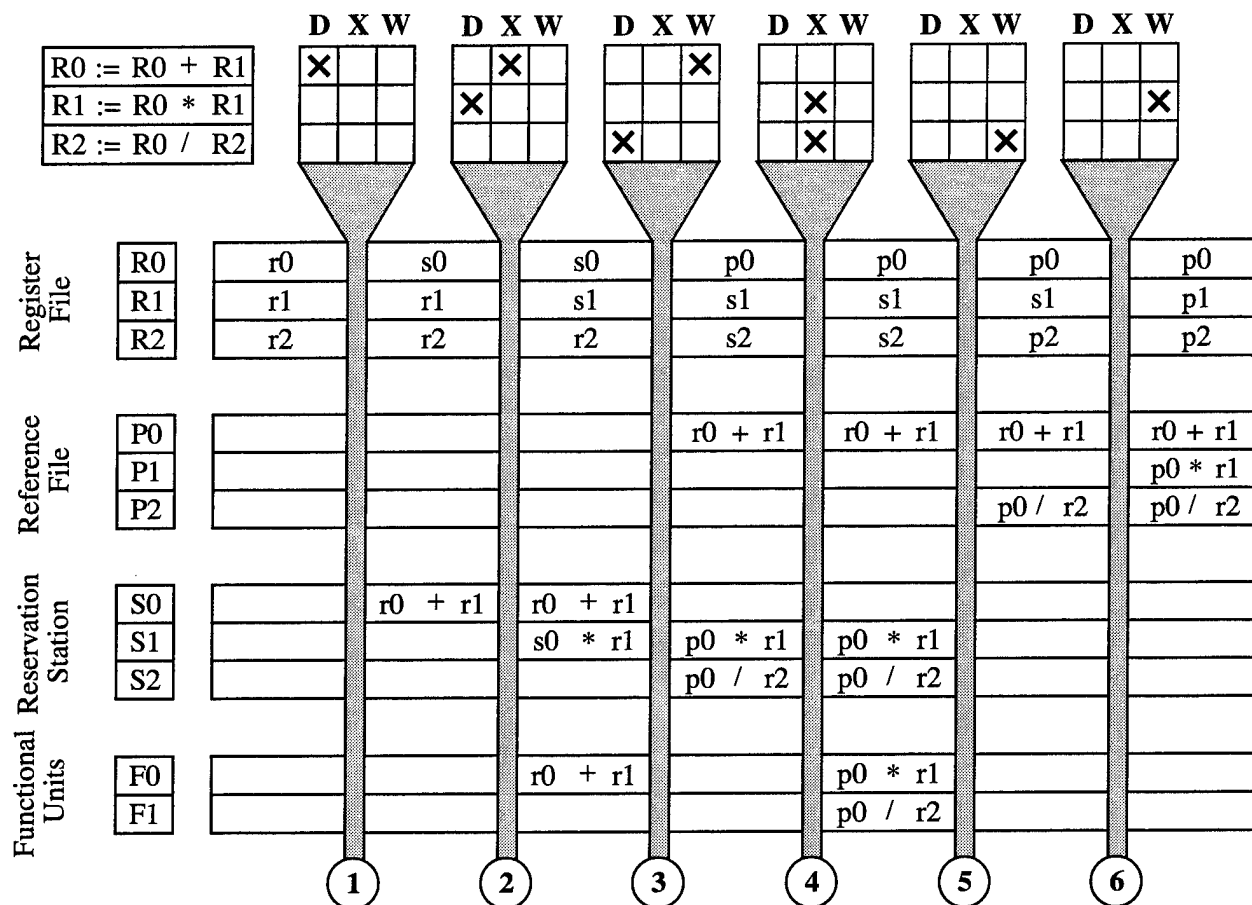 D X W D X W D X W D X W D X W D X W
R0 := R0 + R1
R1 := R0 * R1
R2 := R0 / R2
Register File
R0 r0 s0 s0 p0 p0 p0 p0
R1 r1 r1 s1 s1 s1 s1 p1
R2 r2 r2 r2 s2 s2 p2 p2
Reference File
P0 r0 + r1 r0 + r1 r0 + r1 r0 + r1
P1 p0 * r1
P2 p0 / r2 p0 / r2
Reservation Station
S0 r0 + r1 r0 + r1
S1 s0 * r1 p0 * r1 p0 * r1
S2 p0 / r2 p0 / r2
Functional Units
F0 r0 + r1 p0 * r1
F1 p0 / r2
1 2 3 4 5 6